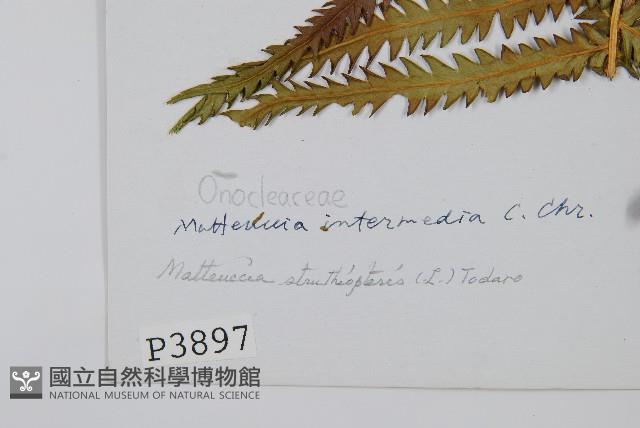 Onocleaceae
Matteuccia intermedia C. Chr.
Matteuccia struthiopteris (L.) Todaro
P3897
國立自然科學博物館
NATIONAL MUSEUM OF NATURAL SCIENCE